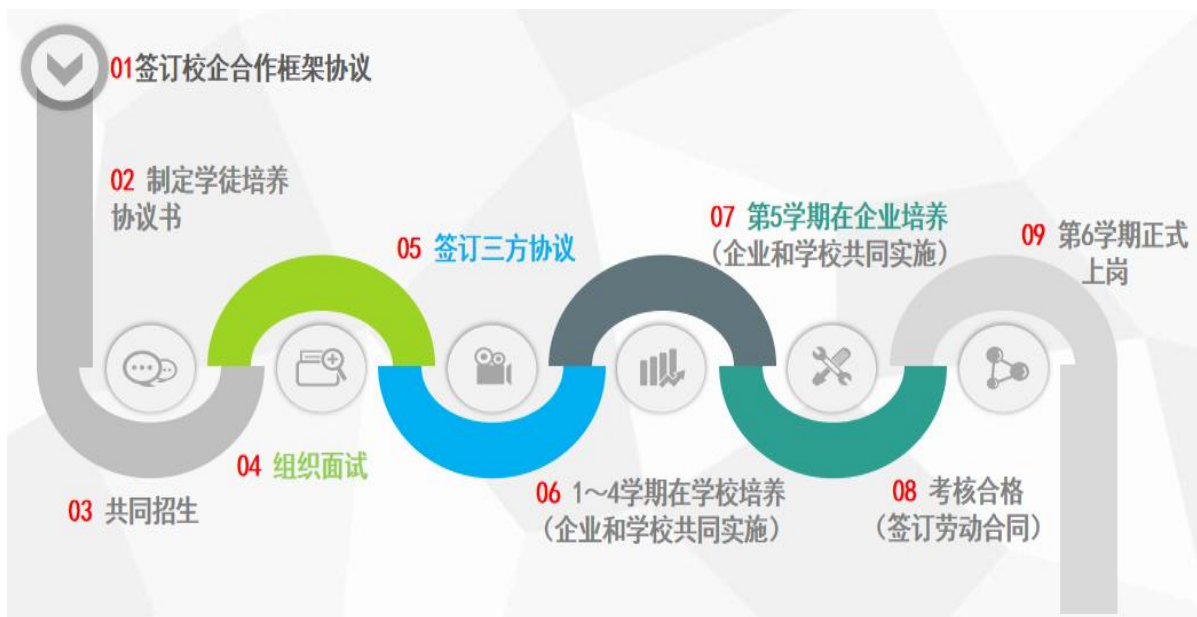 01签订校企合作框架协议
02 制定学徒培养
协议书
03 共同招生
04 组织面试
05 签订三方协议
06 1～4学期在学校培养
（企业和学校共同实施）
07 第5学期在企业培养
（企业和学校共同实施）
08 考核合格
（签订劳动合同）
09 第6学期正式
上岗